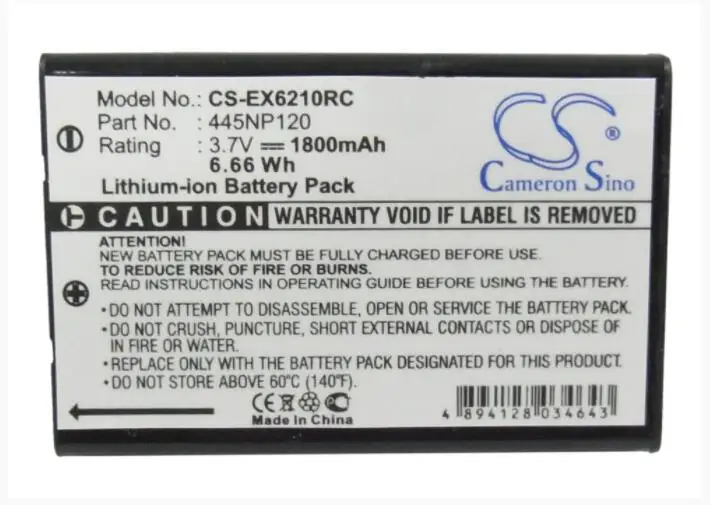 Model No.: CS-EX6210RC
Part No. : 445NP120
Rating : 3.7V 1800mAh
6.66 Wh
Lithium-ion Battery Pack
CS
Cameron Sino
CAUTION WARRANTY VOID IF LABEL IS REMOVED
ATTENTION!
NEW BATTERY PACK MUST BE FULLY CHARGED BEFORE USE.
TO REDUCE RISK OF FIRE OR BURNS.
READ INSTRUCTIONS IN OPERATING GUIDE BEFORE USING THE BATTERY.
•DO NOT ATTEMPT TO DISASSEMBLE, OPEN OR SERVICE THE BATTERY PACK.
•DO NOT CRUSH, PUNCTURE, SHORT EXTERNAL CONTACTS OR DISPOSE OF
IN FIRE OR WATER.
•REPLACE ONLY WITH THE BATTERY PACK DESIGNATED FOR THIS EQUIPMENT.
•DO NOT STORE ABOVE 60°C (140°F).
CE
Made in China
4 894128 034643